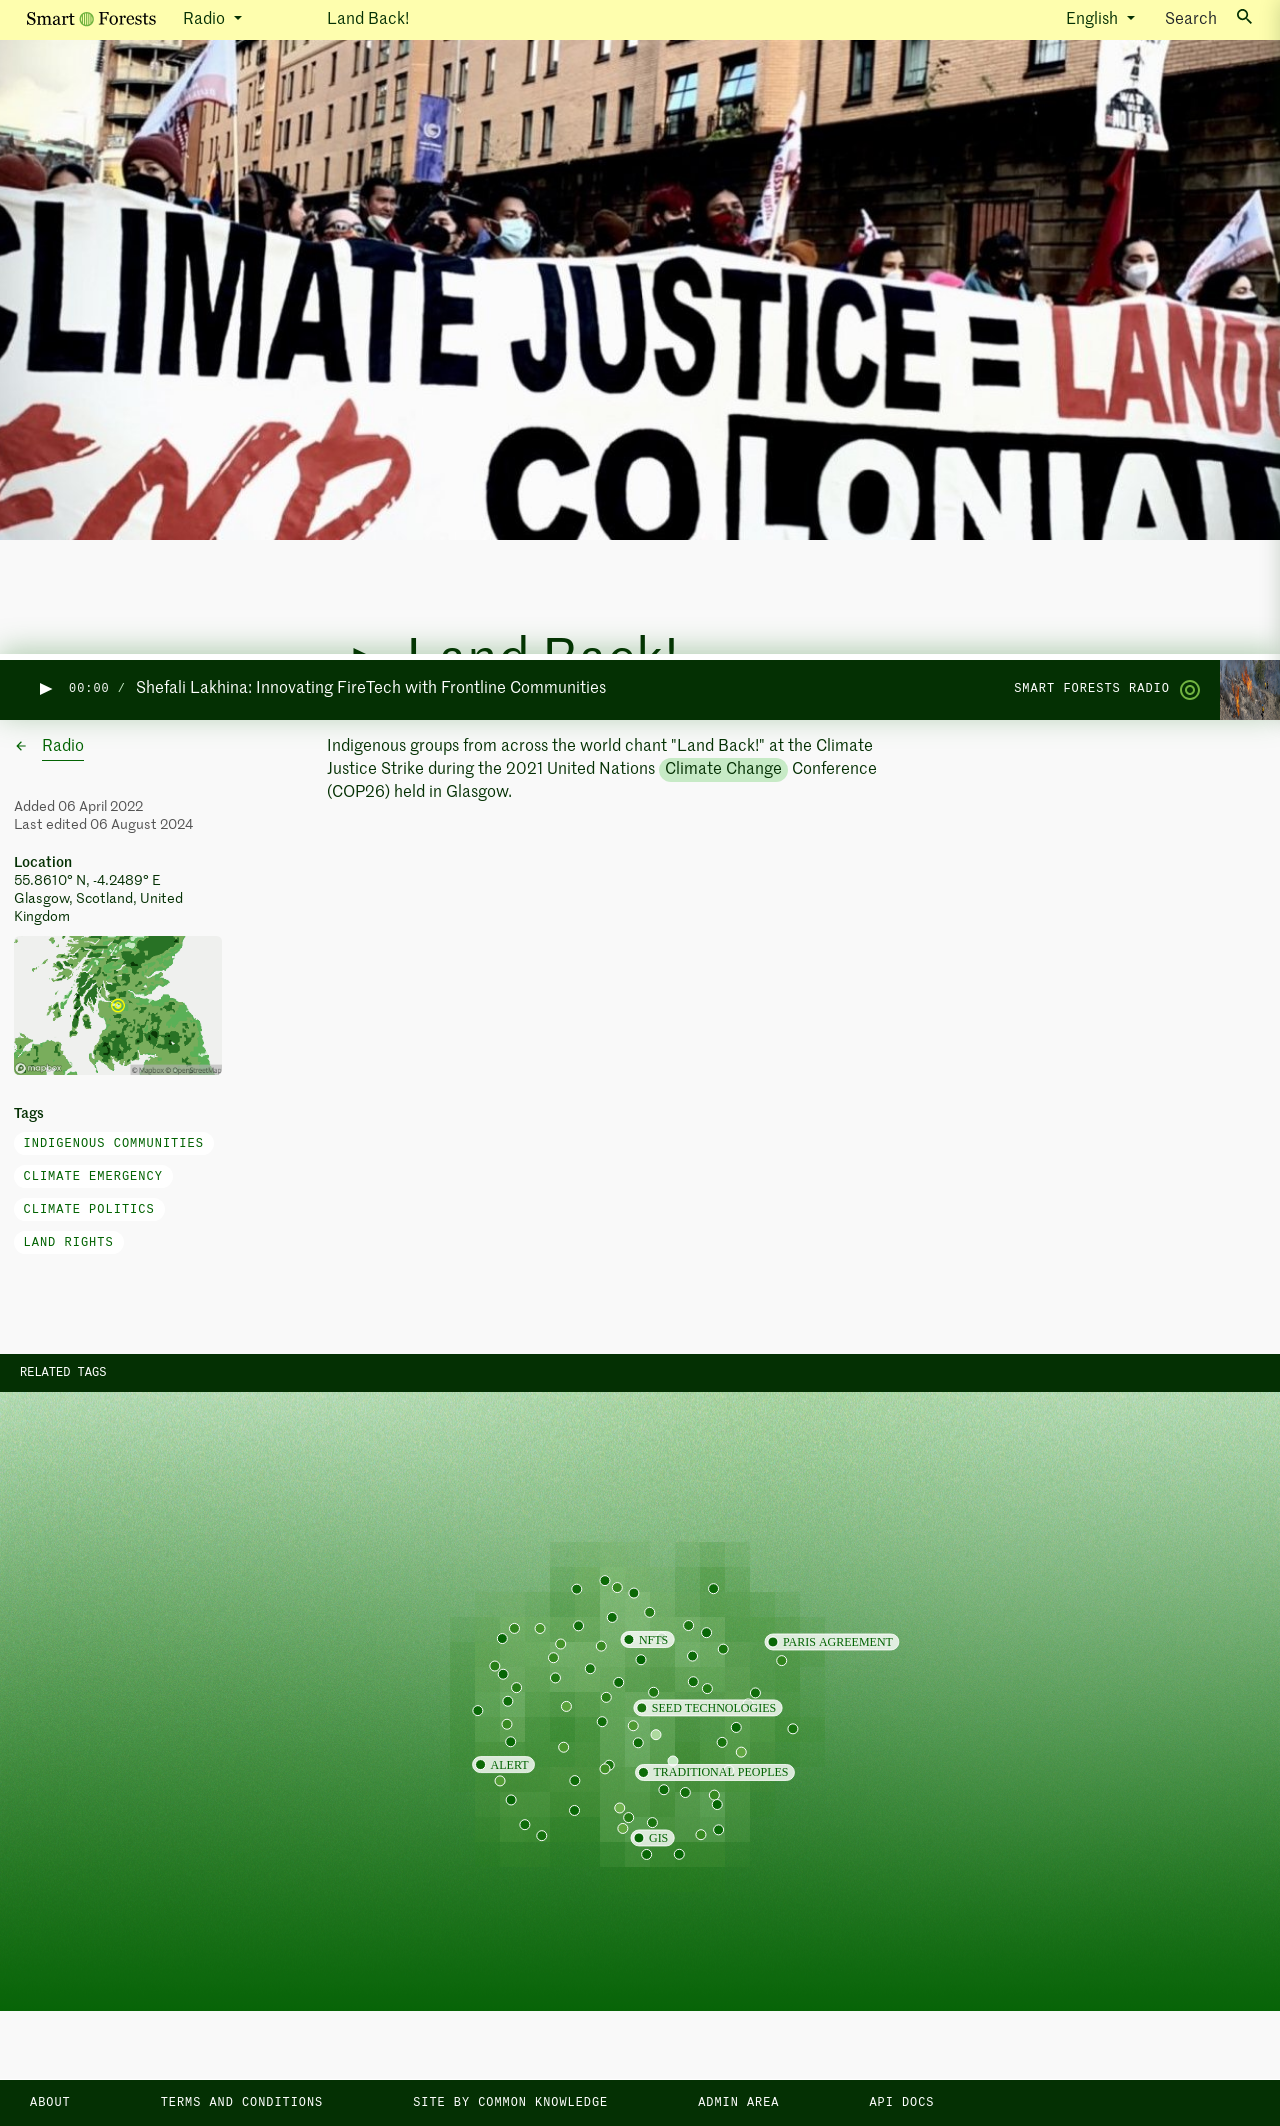 Smart Forests Radio Land Back! English Search
NO LIES
CLIMATE JUSTICE = LAND
END COLONIAL
Land Back!
00:00 / Shefali Lakhina: Innovating FireTech with Frontline Communities SMART FORESTS RADIO
Radio
Indigenous groups from across the world chant "Land Back!" at the Climate
Justice Strike during the 2021 United Nations Climate Change Conference
(COP26) held in Glasgow.
Added 06 April 2022
Last edited 06 August 2024
Location
55.8610° N, -4.2489° E
Glasgow, Scotland, United
Kingdom
mapbox © Mapbox © OpenStreetMap
Tags
INDIGENOUS COMMUNITIES
CLIMATE EMERGENCY
CLIMATE POLITICS
LAND RIGHTS
RELATED TAGS
NFTS
PARIS AGREEMENT
SEED TECHNOLOGIES
ALERT
TRADITIONAL PEOPLES
GIS
ABOUT TERMS AND CONDITIONS SITE BY COMMON KNOWLEDGE ADMIN AREA API DOCS